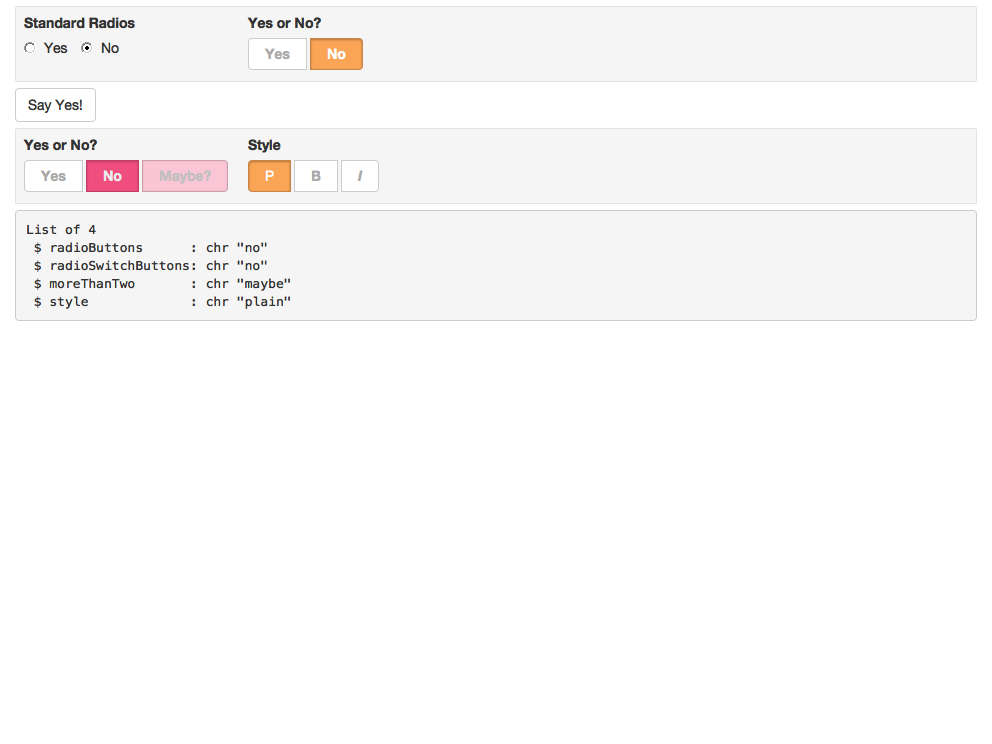 Standard Radios
Yes No
Yes or No?
Yes No
Say Yes!
Yes or No?
Yes No Maybe?
Style
P B I
List of 4
 $ radioButtons      : chr "no"
 $ radioSwitchButtons: chr "no"
 $ moreThanTwo       : chr "maybe"
 $ style             : chr "plain"